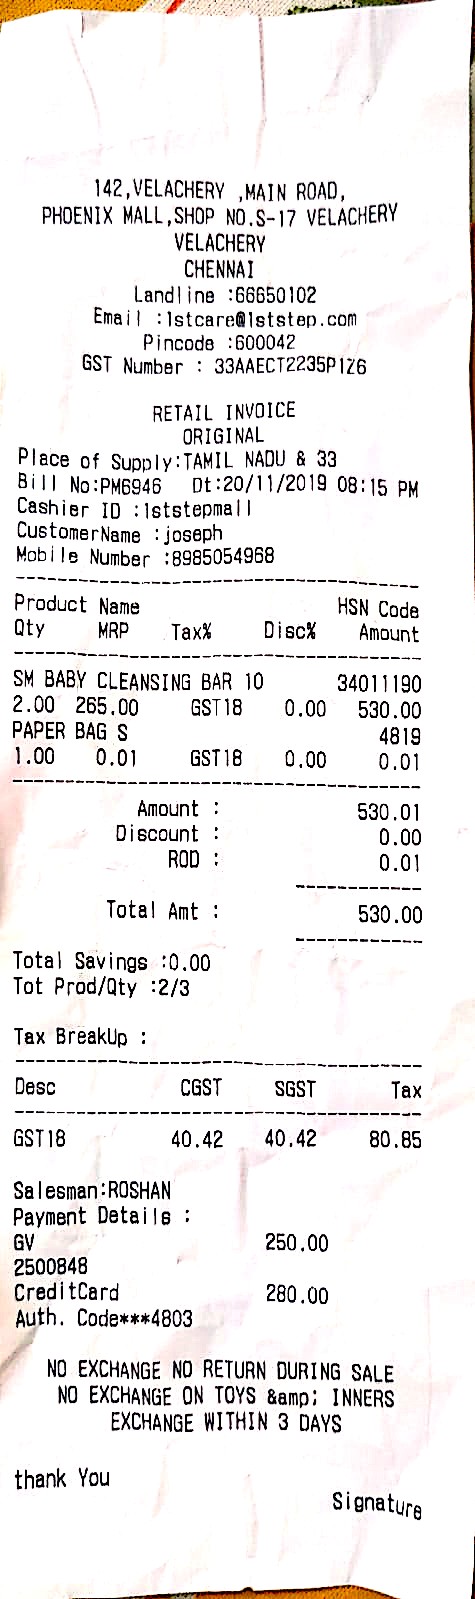 142,VELACHERY ,MAIN ROAD,
PHOENIX MALL,SHOP NO.S-17 VELACHERY
VELACHERY
CHENNAI
Landline :66650102
Email :1stcare@1ststep.com
Pincode :600042
GST Number : 33AAECT2235P1Z6
RETAIL INVOICE
ORIGINAL
Place of Supply:TAMIL NADU & 33
Bill No:PM6946 Dt:20/11/2019 08:15 PM
Cashier ID :1ststepmall
CustomerName :joseph
Mobile Number :8985054968
Product Name HSN Code
Qty MRP Tax% Disc% Amount
SM BABY CLEANSING BAR 10 34011190
2.00 265.00 GST18 0.00 530.00
PAPER BAG S 4819
1.00 0.01 GST18 0.00 0.01
Amount : 530.01
Discount : 0.00
ROD : 0.01
Total Amt : 530.00
Total Savings :0.00
Tot Prod/Qty :2/3
Tax BreakUp :
Desc CGST SGST Tax
GST18 40.42 40.42 80.85
Salesman:ROSHAN
Payment Details :
GV 250.00
2500848
CreditCard 280.00
Auth. Code***4803
NO EXCHANGE NO RETURN DURING SALE
NO EXCHANGE ON TOYS &amp; INNERS
EXCHANGE WITHIN 3 DAYS
thank You
Signature